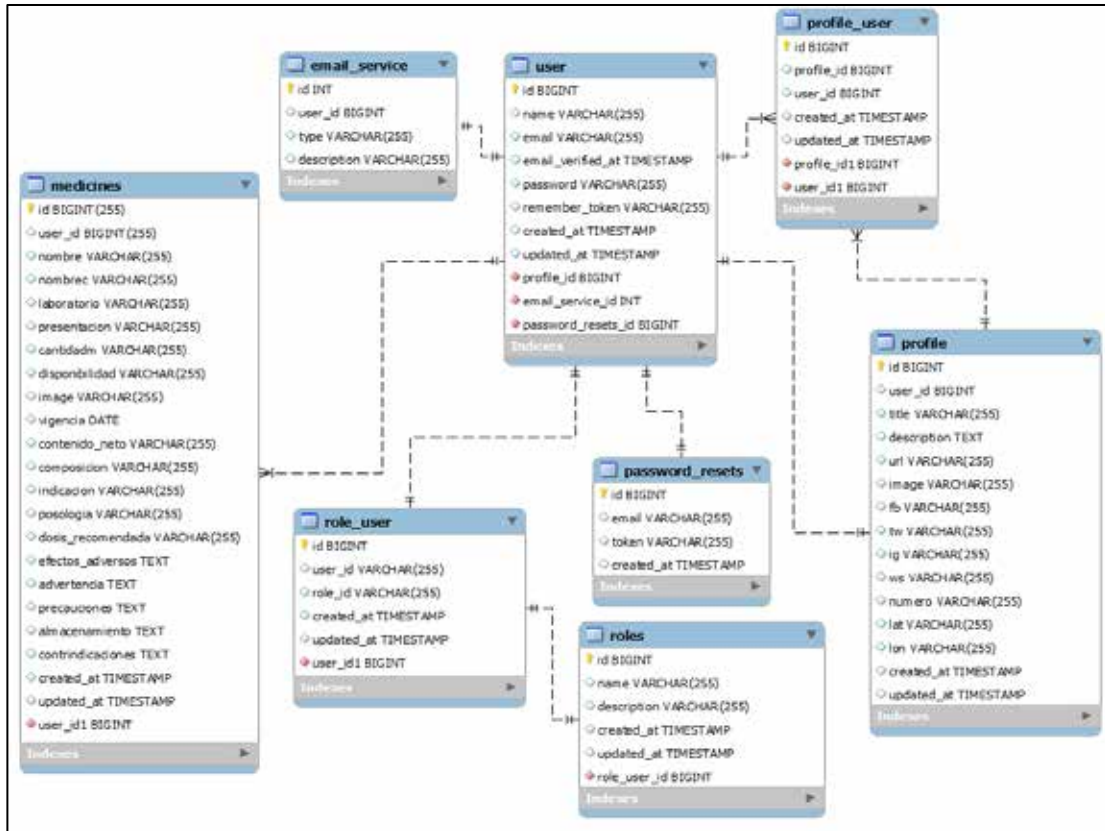 email_service
id INT
user_id BIGINT
type VARCHAR(255)
description VARCHAR(255)
Indexes
user
id BIGINT
name VARCHAR(255)
email VARCHAR(255)
email_verified_at TIMESTAMP
password VARCHAR(255)
remember_token VARCHAR(255)
created_at TIMESTAMP
updated_at TIMESTAMP
profile_id BIGINT
email_service_id INT
password_resets_id BIGINT
Indexes
profile_user
id BIGINT
profile_id BIGINT
user_id BIGINT
created_at TIMESTAMP
updated_at TIMESTAMP
profile_id1 BIGINT
user_id1 BIGINT
Indexes
medicines
id BIGINT(255)
user_id BIGINT(255)
nombre VARCHAR(255)
nombrec VARCHAR(255)
laboratorio VARCHAR(255)
presentacion VARCHAR(255)
cantidadm VARCHAR(255)
disponibilidad VARCHAR(255)
image VARCHAR(255)
vigencia DATE
contenido_neto VARCHAR(255)
composicion VARCHAR(255)
indicacion VARCHAR(255)
posologia VARCHAR(255)
dosis_recomendada VARCHAR(255)
efectos_adversos TEXT
advertencia TEXT
precauciones TEXT
almacenamiento TEXT
contrindicaciones TEXT
created_at TIMESTAMP
updated_at TIMESTAMP
user_id1 BIGINT
Indexes
profile
id BIGINT
user_id BIGINT
title VARCHAR(255)
description TEXT
url VARCHAR(255)
image VARCHAR(255)
fb VARCHAR(255)
tw VARCHAR(255)
ig VARCHAR(255)
ws VARCHAR(255)
numero VARCHAR(255)
lat VARCHAR(255)
lon VARCHAR(255)
created_at TIMESTAMP
updated_at TIMESTAMP
Indexes
password_resets
id BIGINT
email VARCHAR(255)
token VARCHAR(255)
created_at TIMESTAMP
Indexes
role_user
id BIGINT
user_id VARCHAR(255)
role_id VARCHAR(255)
created_at TIMESTAMP
updated_at TIMESTAMP
user_id1 BIGINT
Indexes
roles
id BIGINT
name VARCHAR(255)
description VARCHAR(255)
created_at TIMESTAMP
updated_at TIMESTAMP
role_user_id BIGINT
Indexes